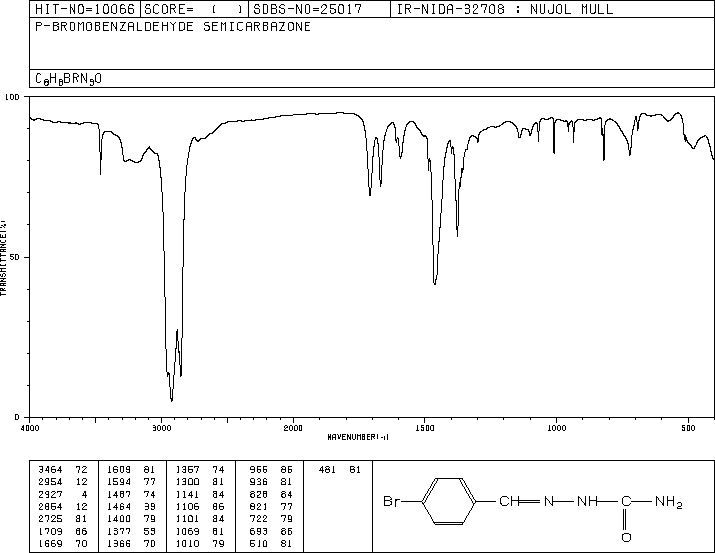 HIT-NO=10066 SCORE= ( ) SDBS-NO=25017 IR-NIDA-32708 : NUJOL MULL
P-BROMOBENZALDEHYDE SEMICARBAZONE
C8H8BRN3O
100
50
0
TRANSMITTANCE(%)
4000 3000 2000 1500 1000 500
WAVENUMBER(-1)
3464 72 1609 81 1367 74 966 86 481 81
2954 12 1594 77 1300 81 936 81
2927 4 1487 74 1141 84 828 84
2864 12 1464 39 1106 86 821 77
2725 81 1400 79 1101 84 722 79
1709 66 1377 53 1069 81 693 86
1669 70 1366 70 1010 79 510 81
Br CH N NH C NH2
O